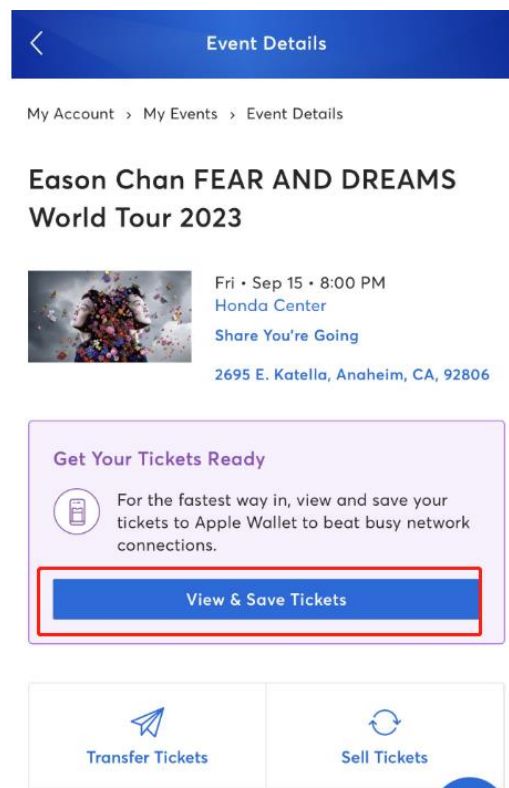 Event Details
My Account › My Events › Event Details
Eason Chan FEAR AND DREAMS
World Tour 2023
Fri • Sep 15 • 8:00 PM
Honda Center
Share You're Going
2695 E. Katella, Anaheim, CA, 92806
Get Your Tickets Ready
For the fastest way in, view and save your
tickets to Apple Wallet to beat busy network
connections.
View & Save Tickets
Transfer Tickets
Sell Tickets